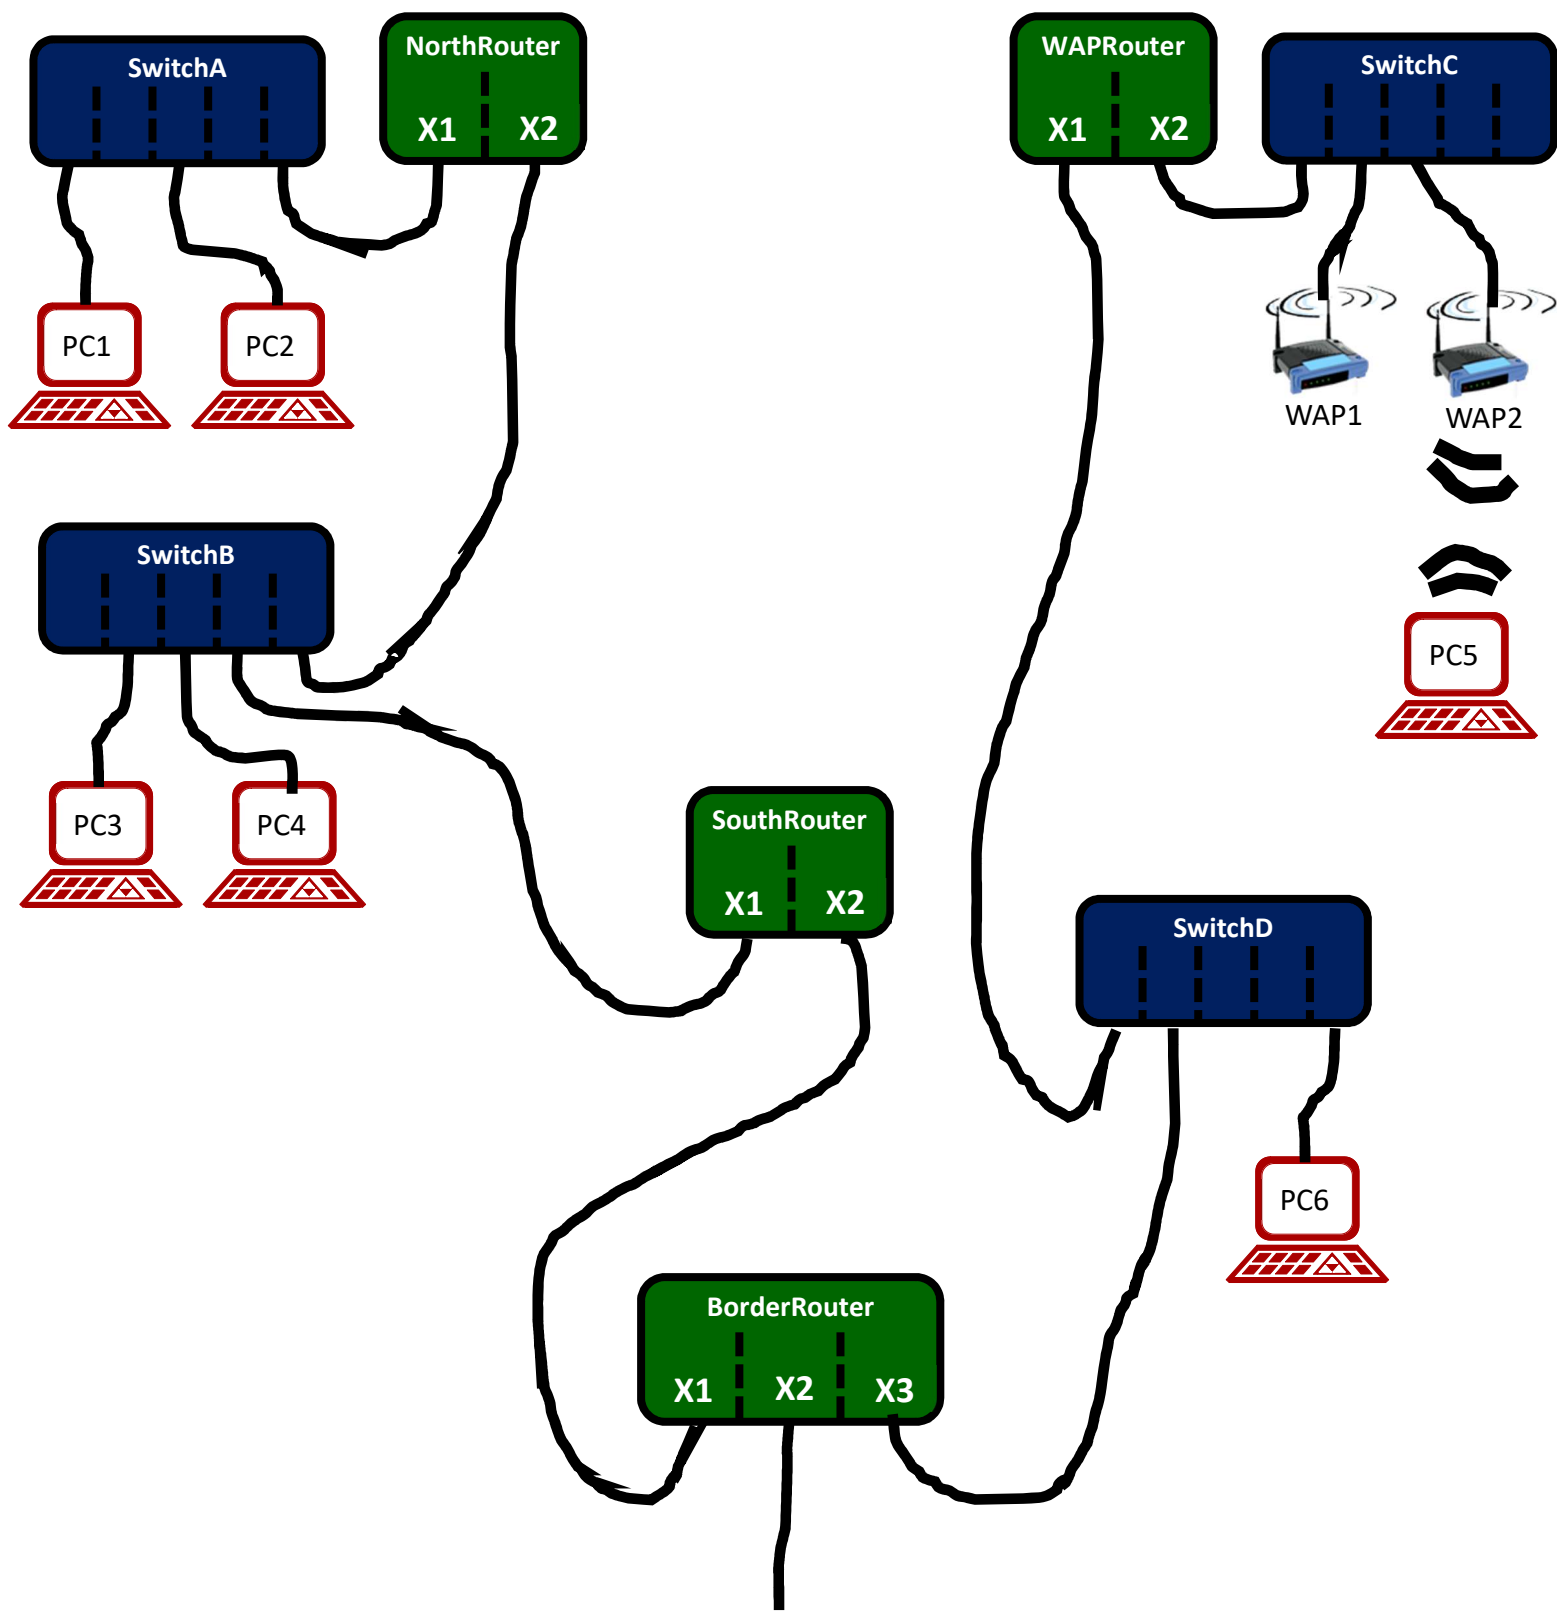 SwitchA
NorthRouter
X1 X2
WAPRouter
X1 X2
SwitchC
PC1
PC2
WAP1
WAP2
SwitchB
PC5
PC3
PC4
SouthRouter
X1 X2
SwitchD
PC6
BorderRouter
X1 X2 X3